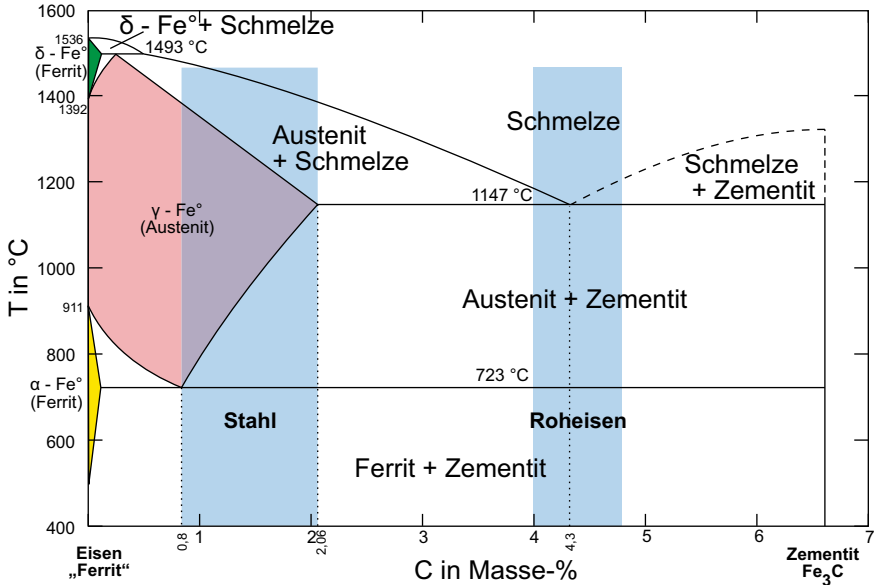 1600
δ - Fe° + Schmelze
1536
1493 °C
δ - Fe°
(Ferrit)
1400
1392
Schmelze
Austenit
+ Schmelze
Schmelze
+ Zementit
1200
1147 °C
γ - Fe°
(Austenit)
T in °C
1000
Austenit + Zementit
911
800
723 °C
α - Fe°
(Ferrit)
Stahl
Roheisen
600
Ferrit + Zementit
400
0,8
1
2
2,06
3
4
4,3
5
6
7
Eisen
„Ferrit“
C in Masse-%
Zementit
Fe₃C